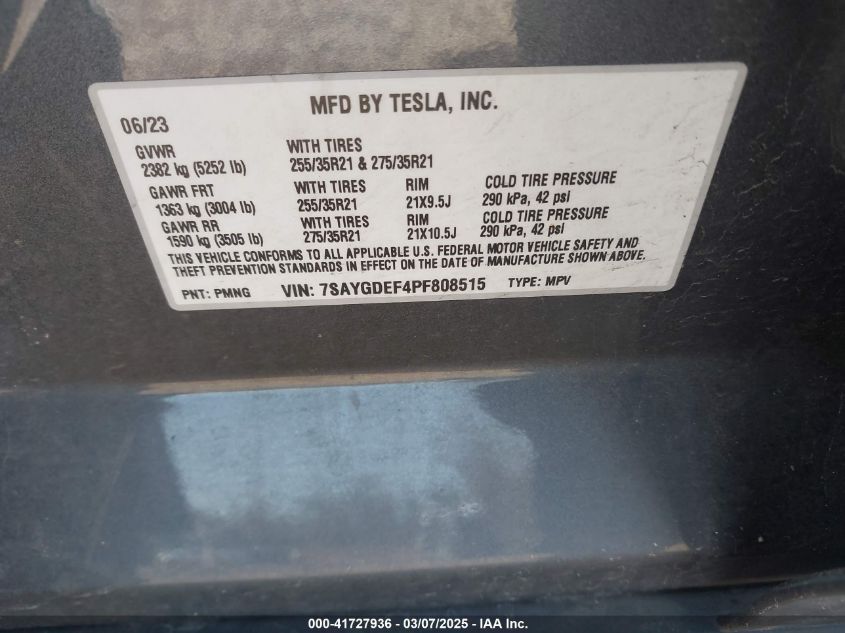 MFD BY TESLA, INC.
06/23
GVWR WITH TIRES
2382 kg (5252 lb) 255/35R21 & 275/35R21
GAWR FRT WITH TIRES RIM COLD TIRE PRESSURE
1363 kg (3004 lb) 255/35R21 21X9.5J 290 kPa, 42 psi
GAWR RR WITH TIRES RIM COLD TIRE PRESSURE
1590 kg (3505 lb) 275/35R21 21X10.5J 290 kPa, 42 psi
THIS VEHICLE CONFORMS TO ALL APPLICABLE U.S. FEDERAL MOTOR VEHICLE SAFETY AND
THEFT PREVENTION STANDARDS IN EFFECT ON THE DATE OF MANUFACTURE SHOWN ABOVE.
PNT: PMNG VIN: 7SAYGDEF4PF808515 TYPE: MPV
000-41727936 - 03/07/2025 - IAA Inc.